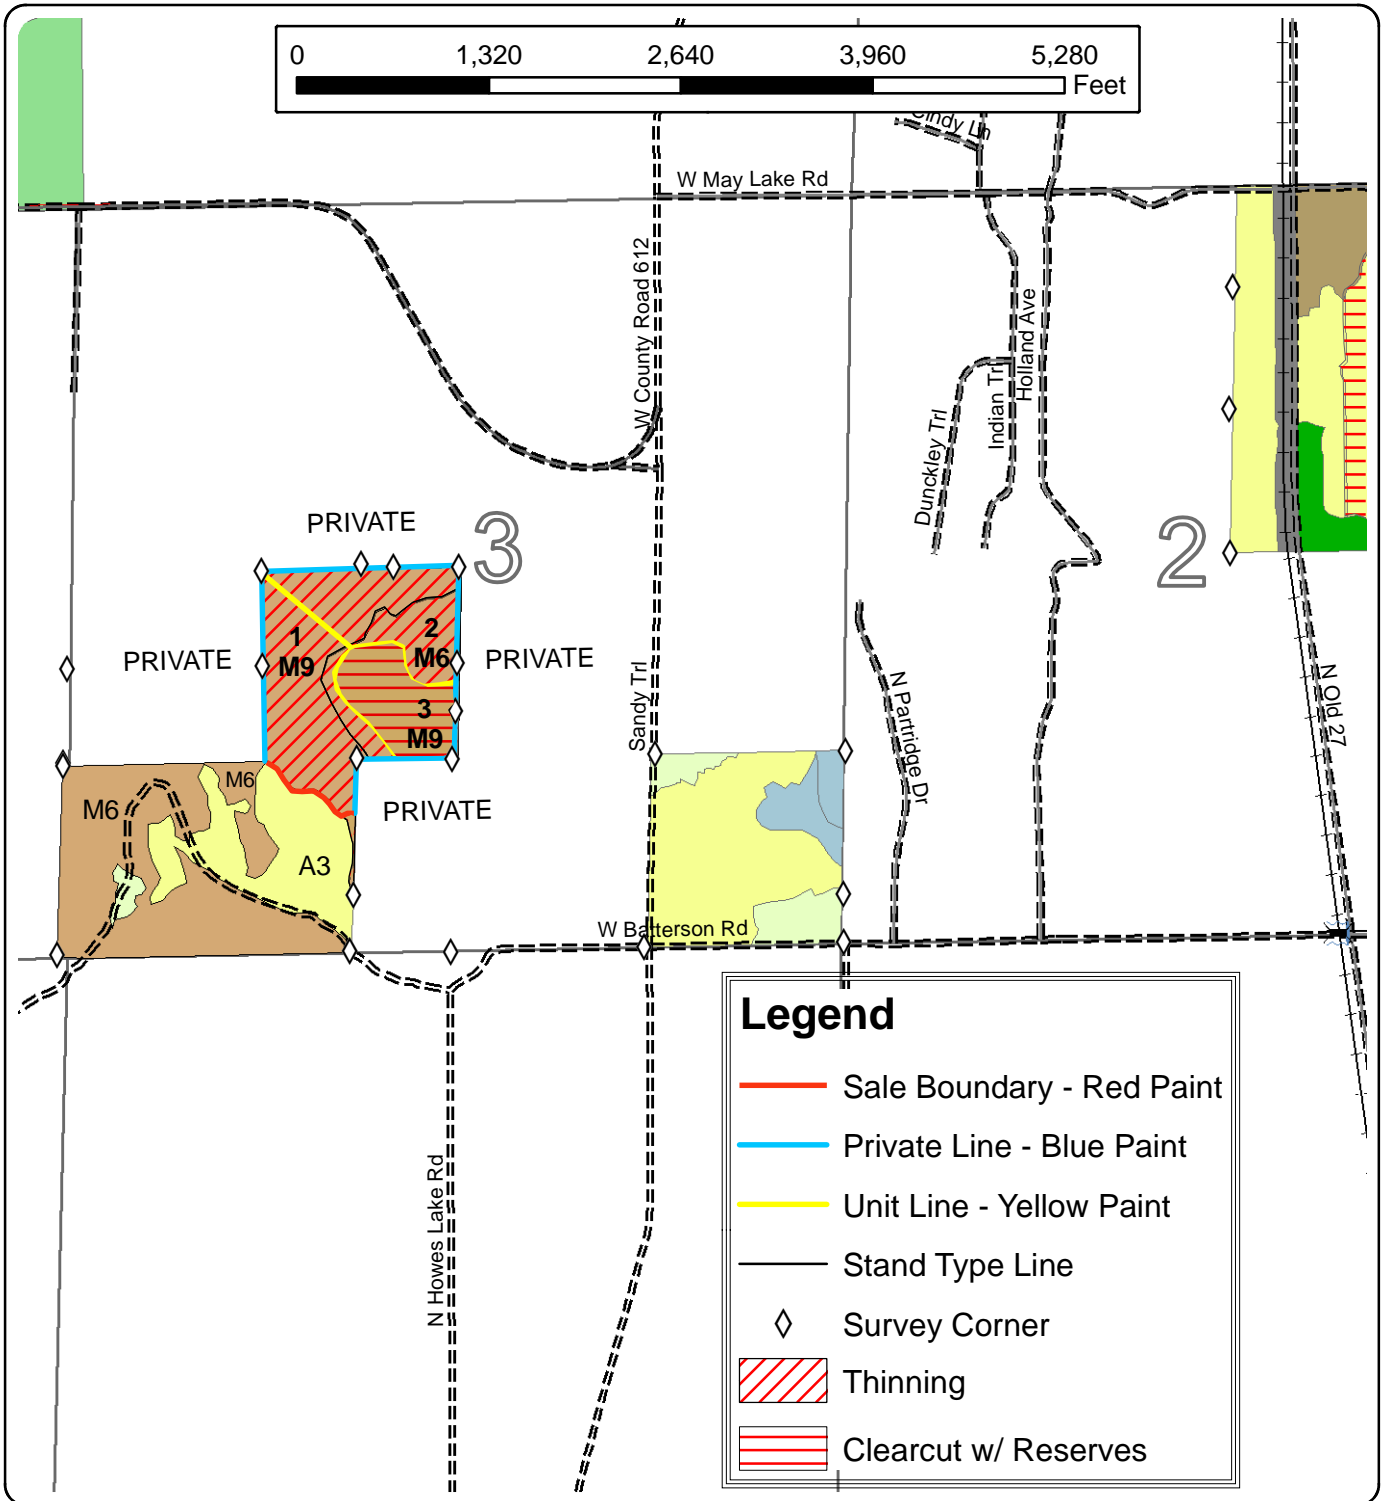 0 1,320 2,640 3,960 5,280
Feet
Cindy Ln
W May Lake Rd
W County Road 612
Holland Ave
Indian Trl
Dunckley Trl
PRIVATE
3
2
1
M9
2
M6
3
M9
PRIVATE
PRIVATE
PRIVATE
Sandy Trl
N Partridge Dr
N Old 27
M6
M6
A3
W Batterson Rd
N Howes Lake Rd
Legend
Sale Boundary - Red Paint
Private Line - Blue Paint
Unit Line - Yellow Paint
Stand Type Line
Survey Corner
Thinning
Clearcut w/ Reserves